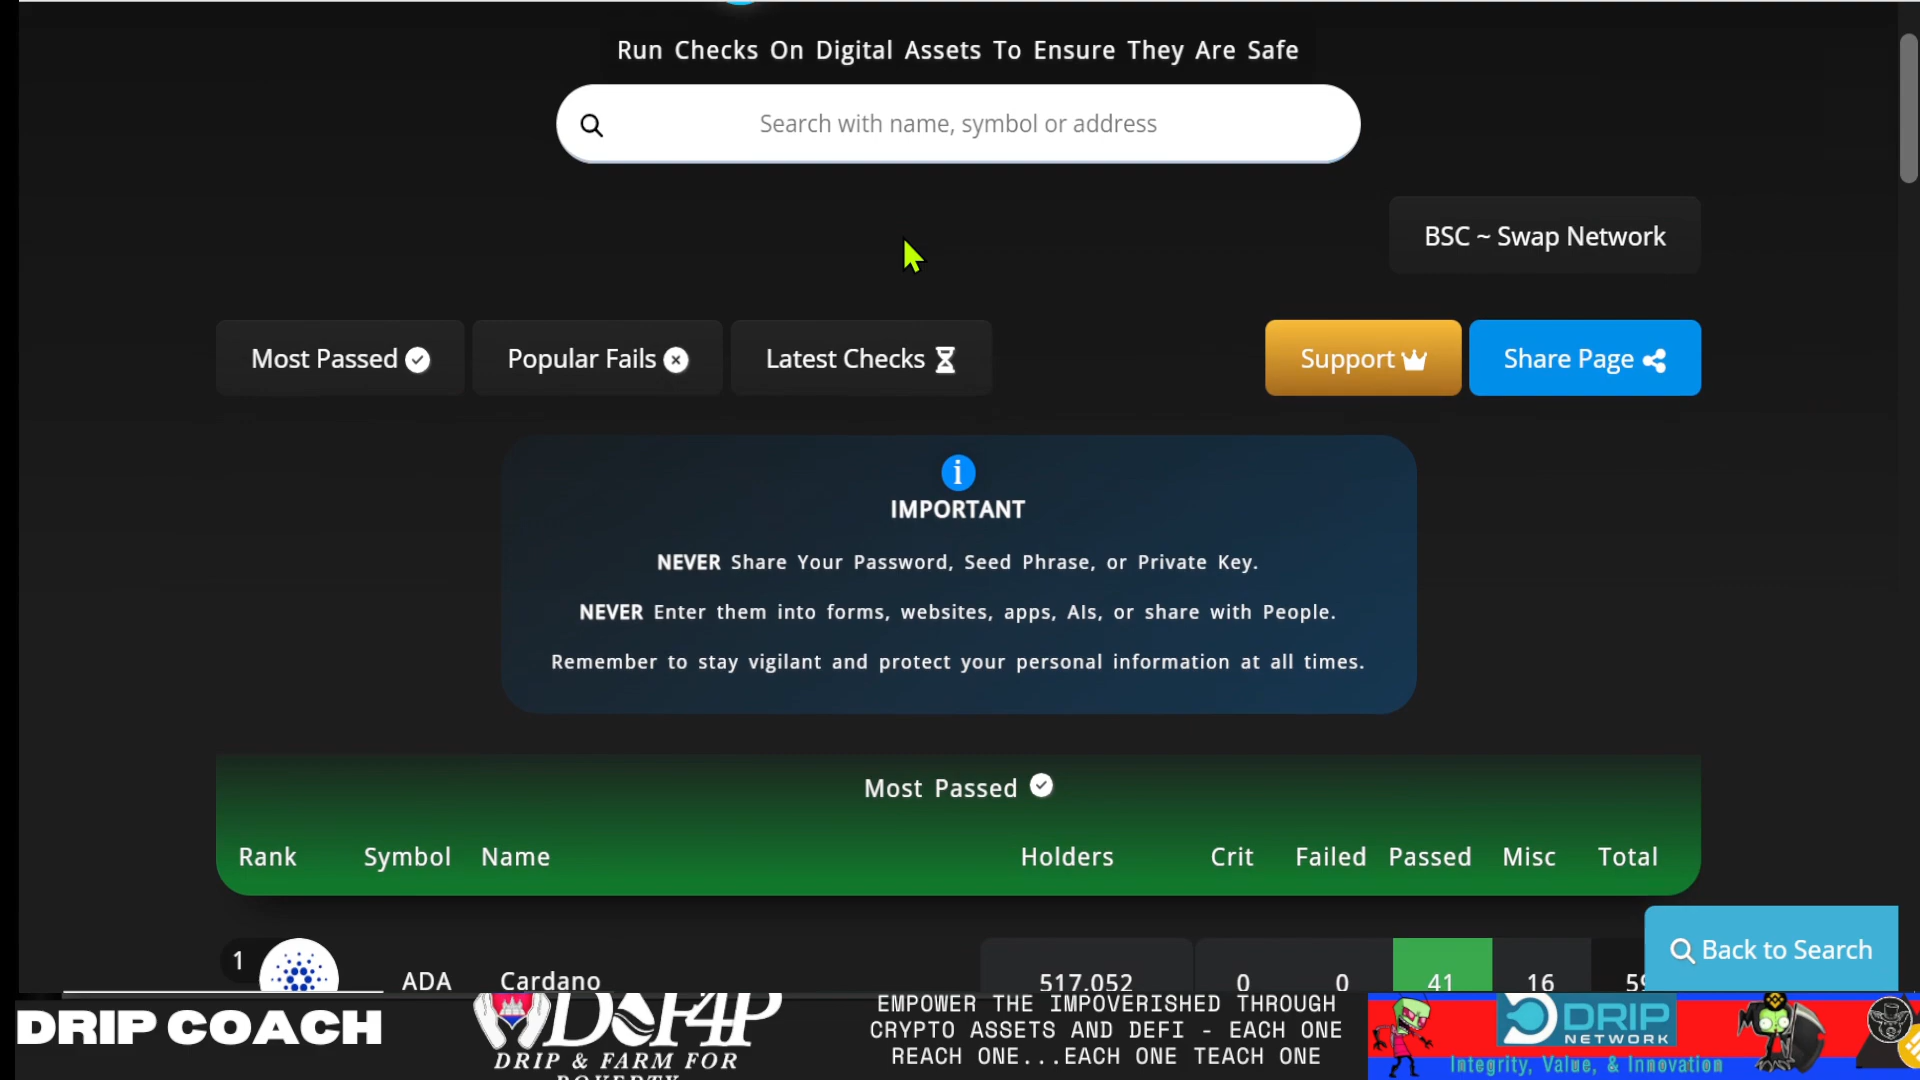 Run Checks On Digital Assets To Ensure They Are Safe
Search with name, symbol or address
BSC ~ Swap Network
Most Passed
Popular Fails
Latest Checks
Support
Share Page
IMPORTANT
NEVER Share Your Password, Seed Phrase, or Private Key.
NEVER Enter them into forms, websites, apps, AIs, or share with People.
Remember to stay vigilant and protect your personal information at all times.
Most Passed
Rank Symbol Name Holders Crit Failed Passed Misc Total
1 ADA Cardano 517,052 0 0 41 16
Back to Search
DRIP COACH
DRIP & FARM FOR
EMPOWER THE IMPOVERISHED THROUGH
CRYPTO ASSETS AND DEFI - EACH ONE
REACH ONE...EACH ONE TEACH ONE
DRIP
NETWORK
Integrity, Value, & Innovation